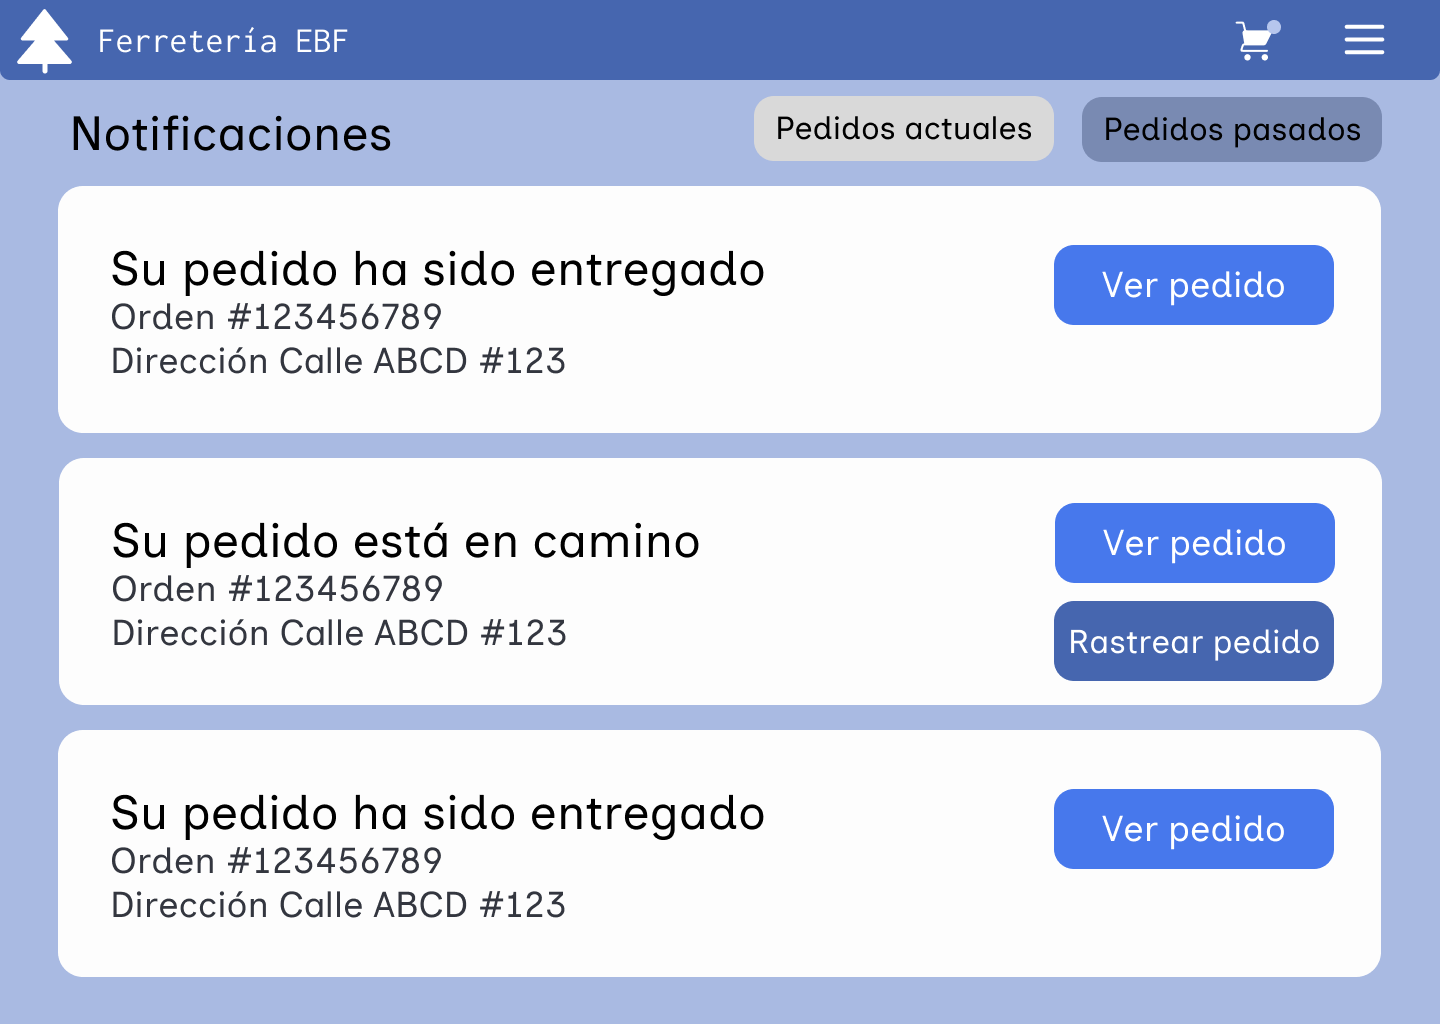 Ferretería EBF
Notificaciones
Pedidos actuales
Pedidos pasados
Su pedido ha sido entregado
Orden #123456789
Dirección Calle ABCD #123
Ver pedido
Su pedido está en camino
Orden #123456789
Dirección Calle ABCD #123
Ver pedido
Rastrear pedido
Su pedido ha sido entregado
Orden #123456789
Dirección Calle ABCD #123
Ver pedido